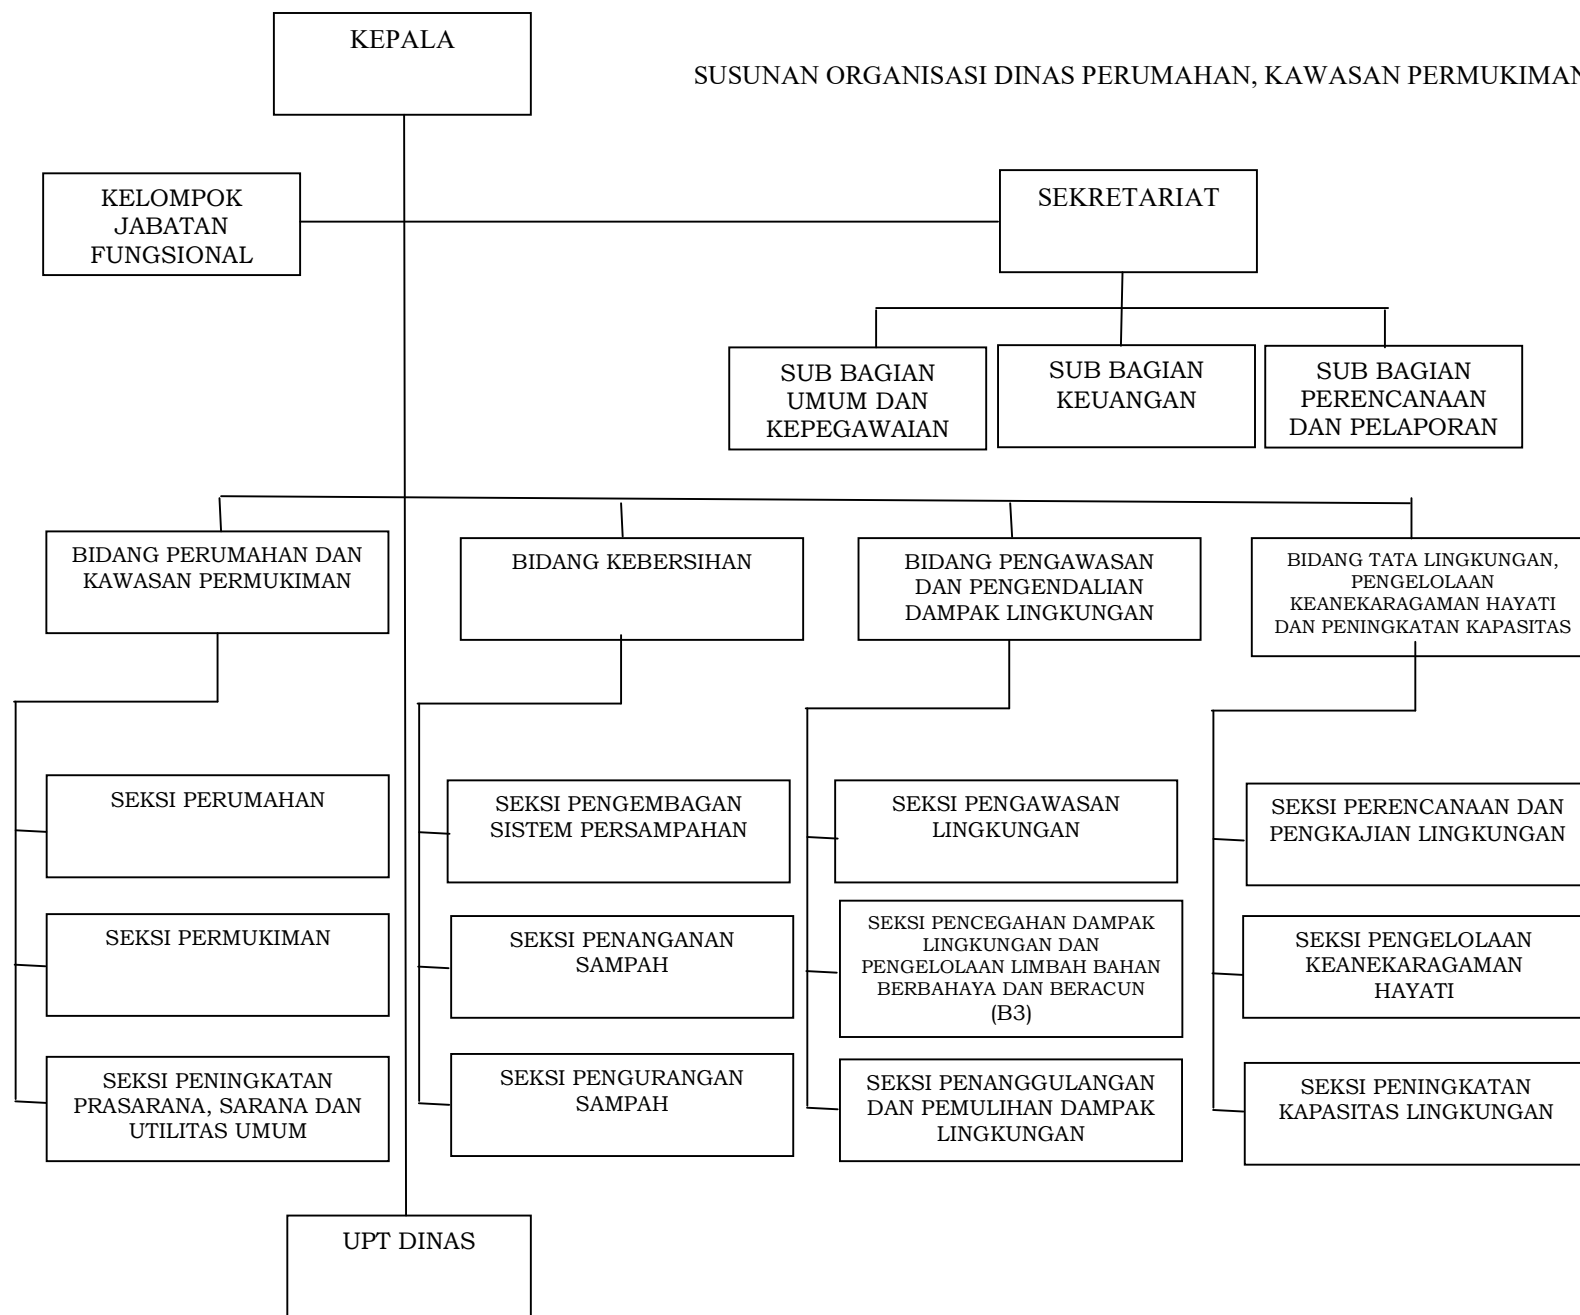 KEPALA
SUSUNAN ORGANISASI DINAS PERUMAHAN, KAWASAN PERMUKIMAN
KELOMPOK
JABATAN
FUNGSIONAL
SEKRETARIAT
SUB BAGIAN
UMUM DAN
KEPEGAWAIAN
SUB BAGIAN
KEUANGAN
SUB BAGIAN
PERENCANAAN
DAN PELAPORAN
BIDANG PERUMAHAN DAN
KAWASAN PERMUKIMAN
BIDANG KEBERSIHAN
BIDANG PENGAWASAN
DAN PENGENDALIAN
DAMPAK LINGKUNGAN
BIDANG TATA LINGKUNGAN,
PENGELOLAAN
KEANEKARAGAMAN HAYATI
DAN PENINGKATAN KAPASITAS
SEKSI PERUMAHAN
SEKSI PENGEMBAGAN
SISTEM PERSAMPAHAN
SEKSI PENGAWASAN
LINGKUNGAN
SEKSI PERENCANAAN DAN
PENGKAJIAN LINGKUNGAN
SEKSI PERMUKIMAN
SEKSI PENANGANAN
SAMPAH
SEKSI PENCEGAHAN DAMPAK
LINGKUNGAN DAN
PENGELOLAAN LIMBAH BAHAN
BERBAHAYA DAN BERACUN
(B3)
SEKSI PENGELOLAAN
KEANEKARAGAMAN
HAYATI
SEKSI PENINGKATAN
PRASARANA, SARANA DAN
UTILITAS UMUM
SEKSI PENGURANGAN
SAMPAH
SEKSI PENANGGULANGAN
DAN PEMULIHAN DAMPAK
LINGKUNGAN
SEKSI PENINGKATAN
KAPASITAS LINGKUNGAN
UPT DINAS